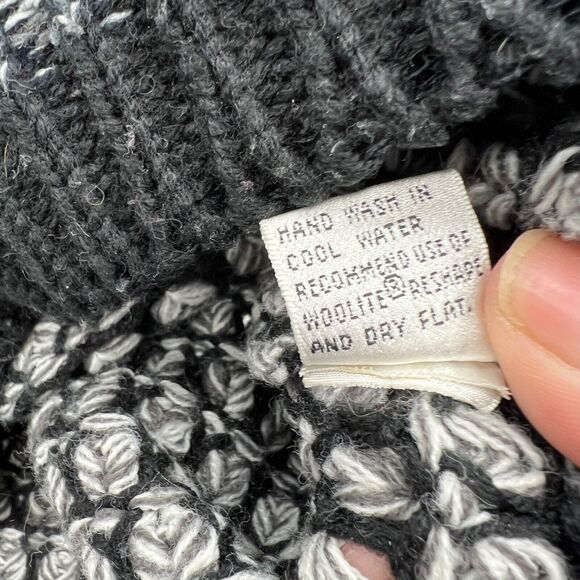 HAND WASH IN
COOL WATER
RECOMMEND USE OF
WOOLITE® RESHAPE
AND DRY FLAT.